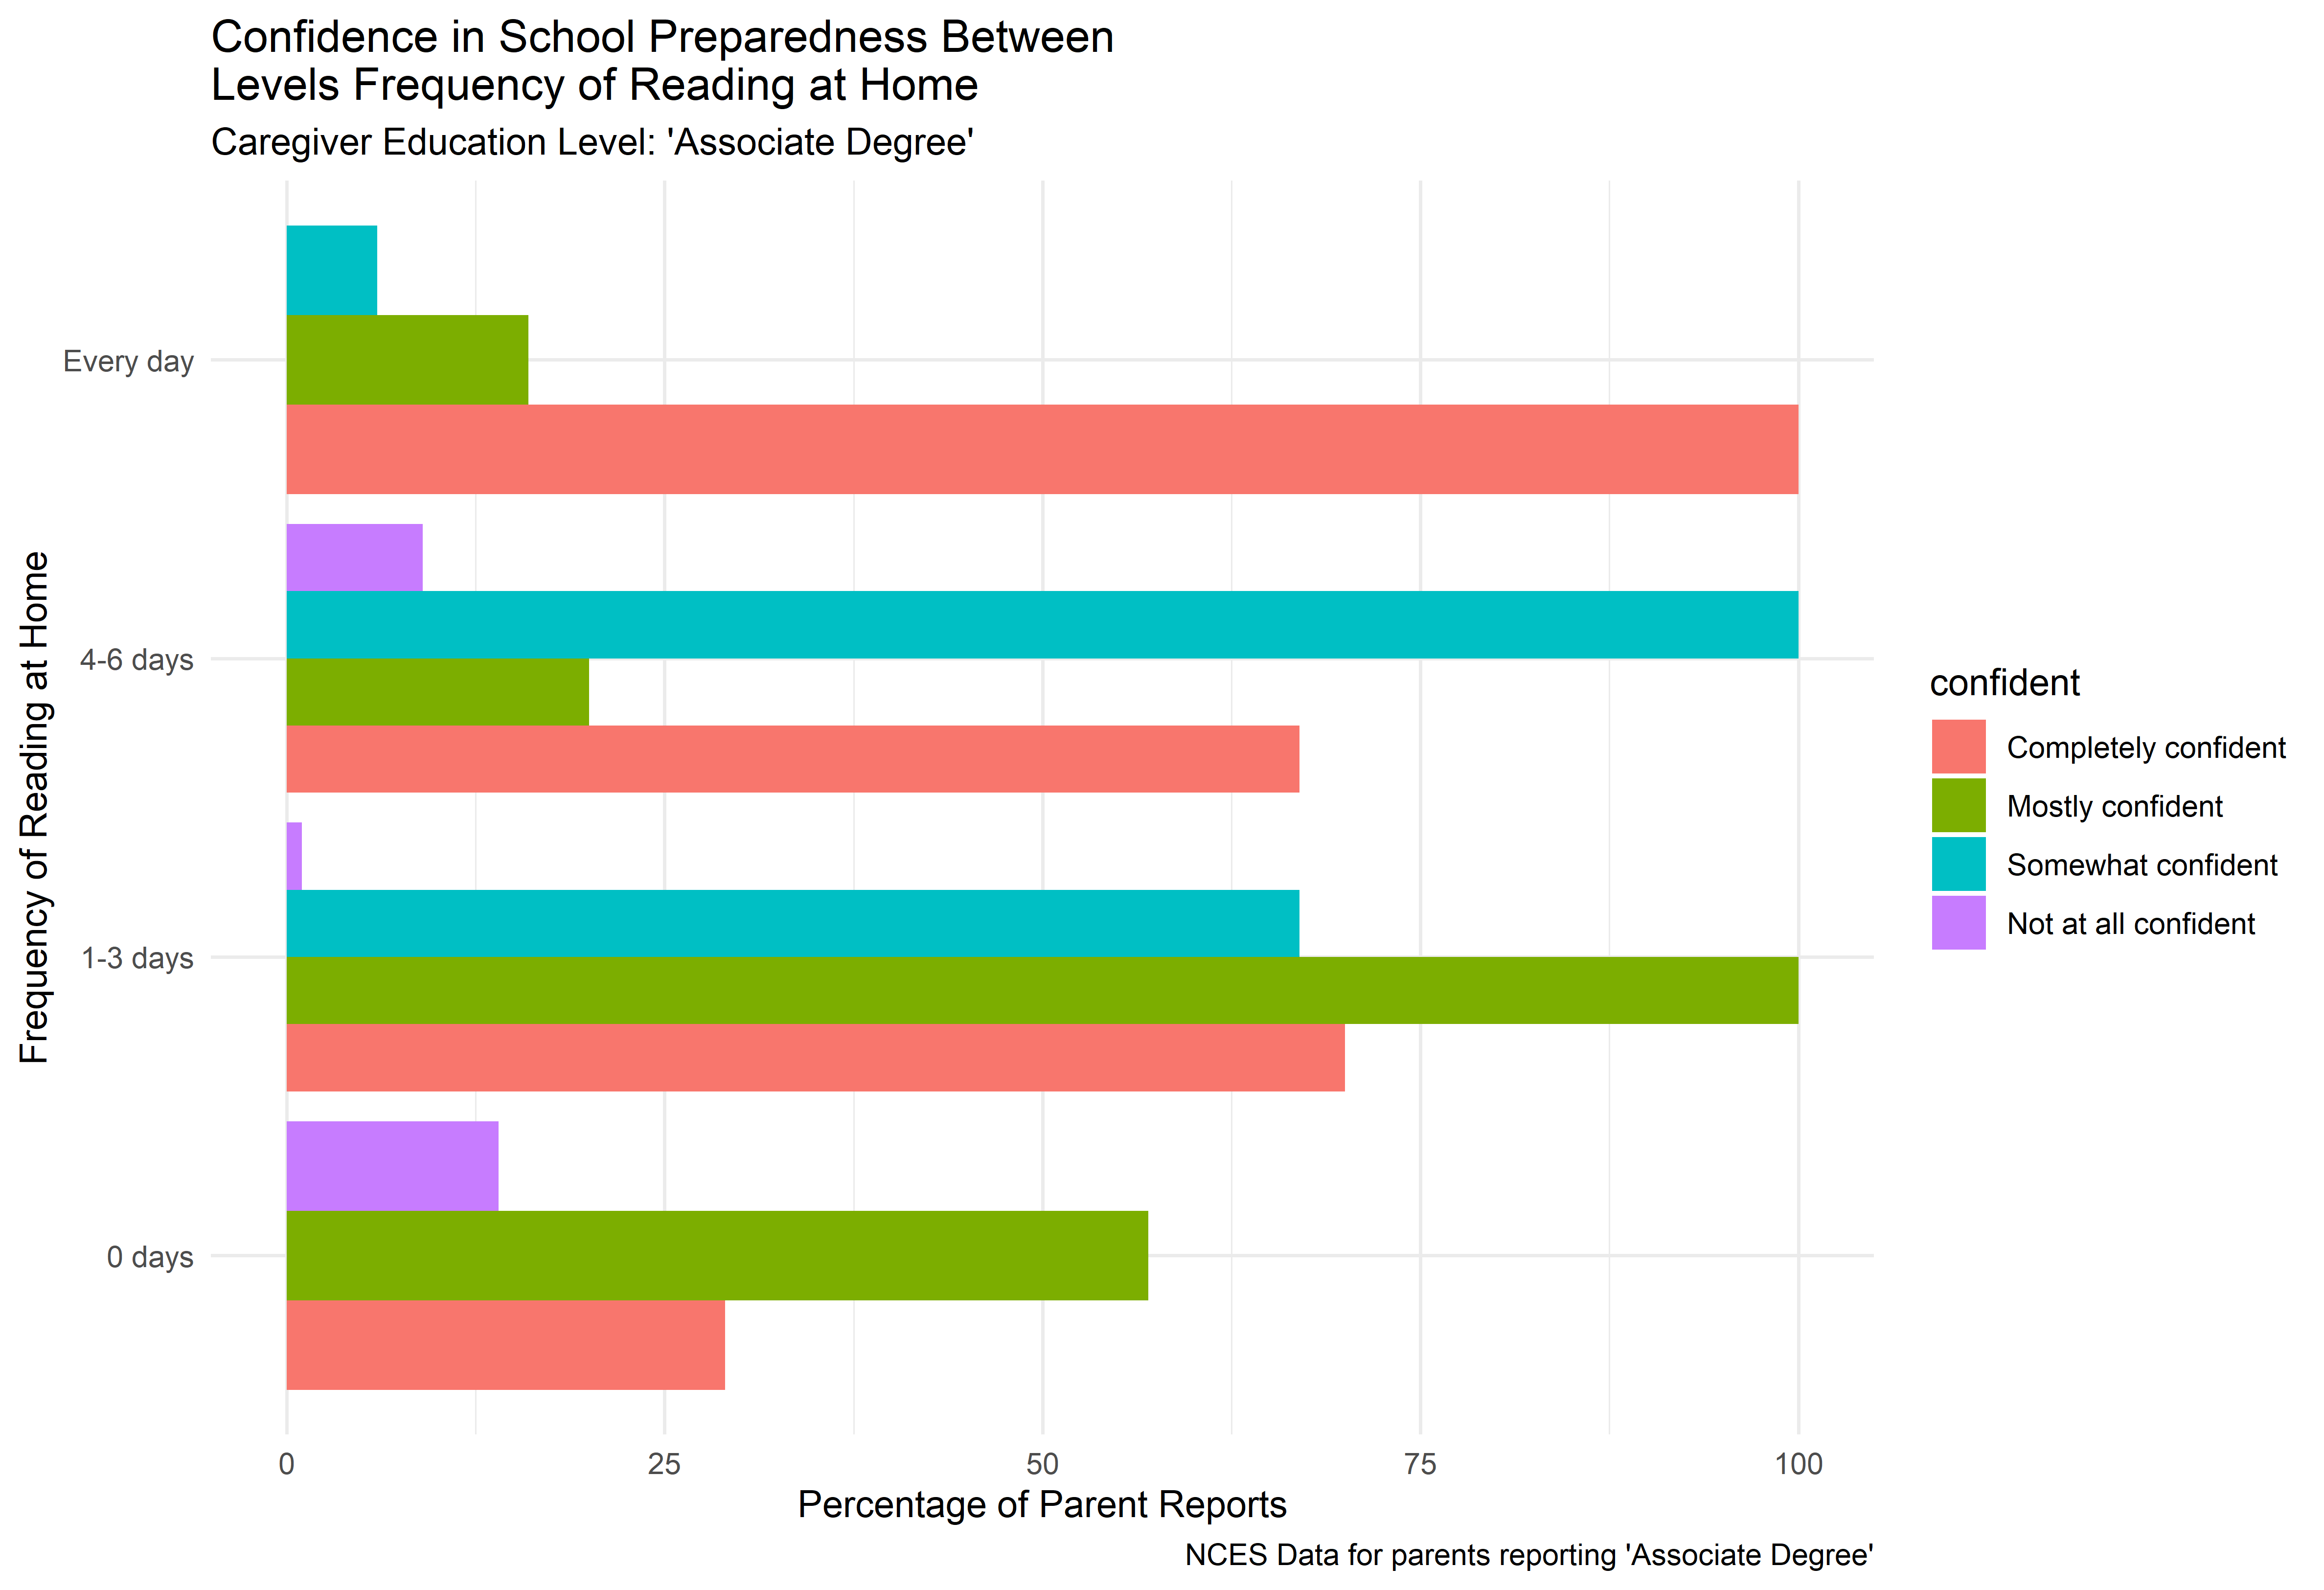 Confidence in School Preparedness Between
Levels Frequency of Reading at Home
Caregiver Education Level: 'Associate Degree'
Frequency of Reading at Home
Every day
4-6 days
1-3 days
0 days
0
25
50
75
100
Percentage of Parent Reports
NCES Data for parents reporting 'Associate Degree'
confident
Completely confident
Mostly confident
Somewhat confident
Not at all confident